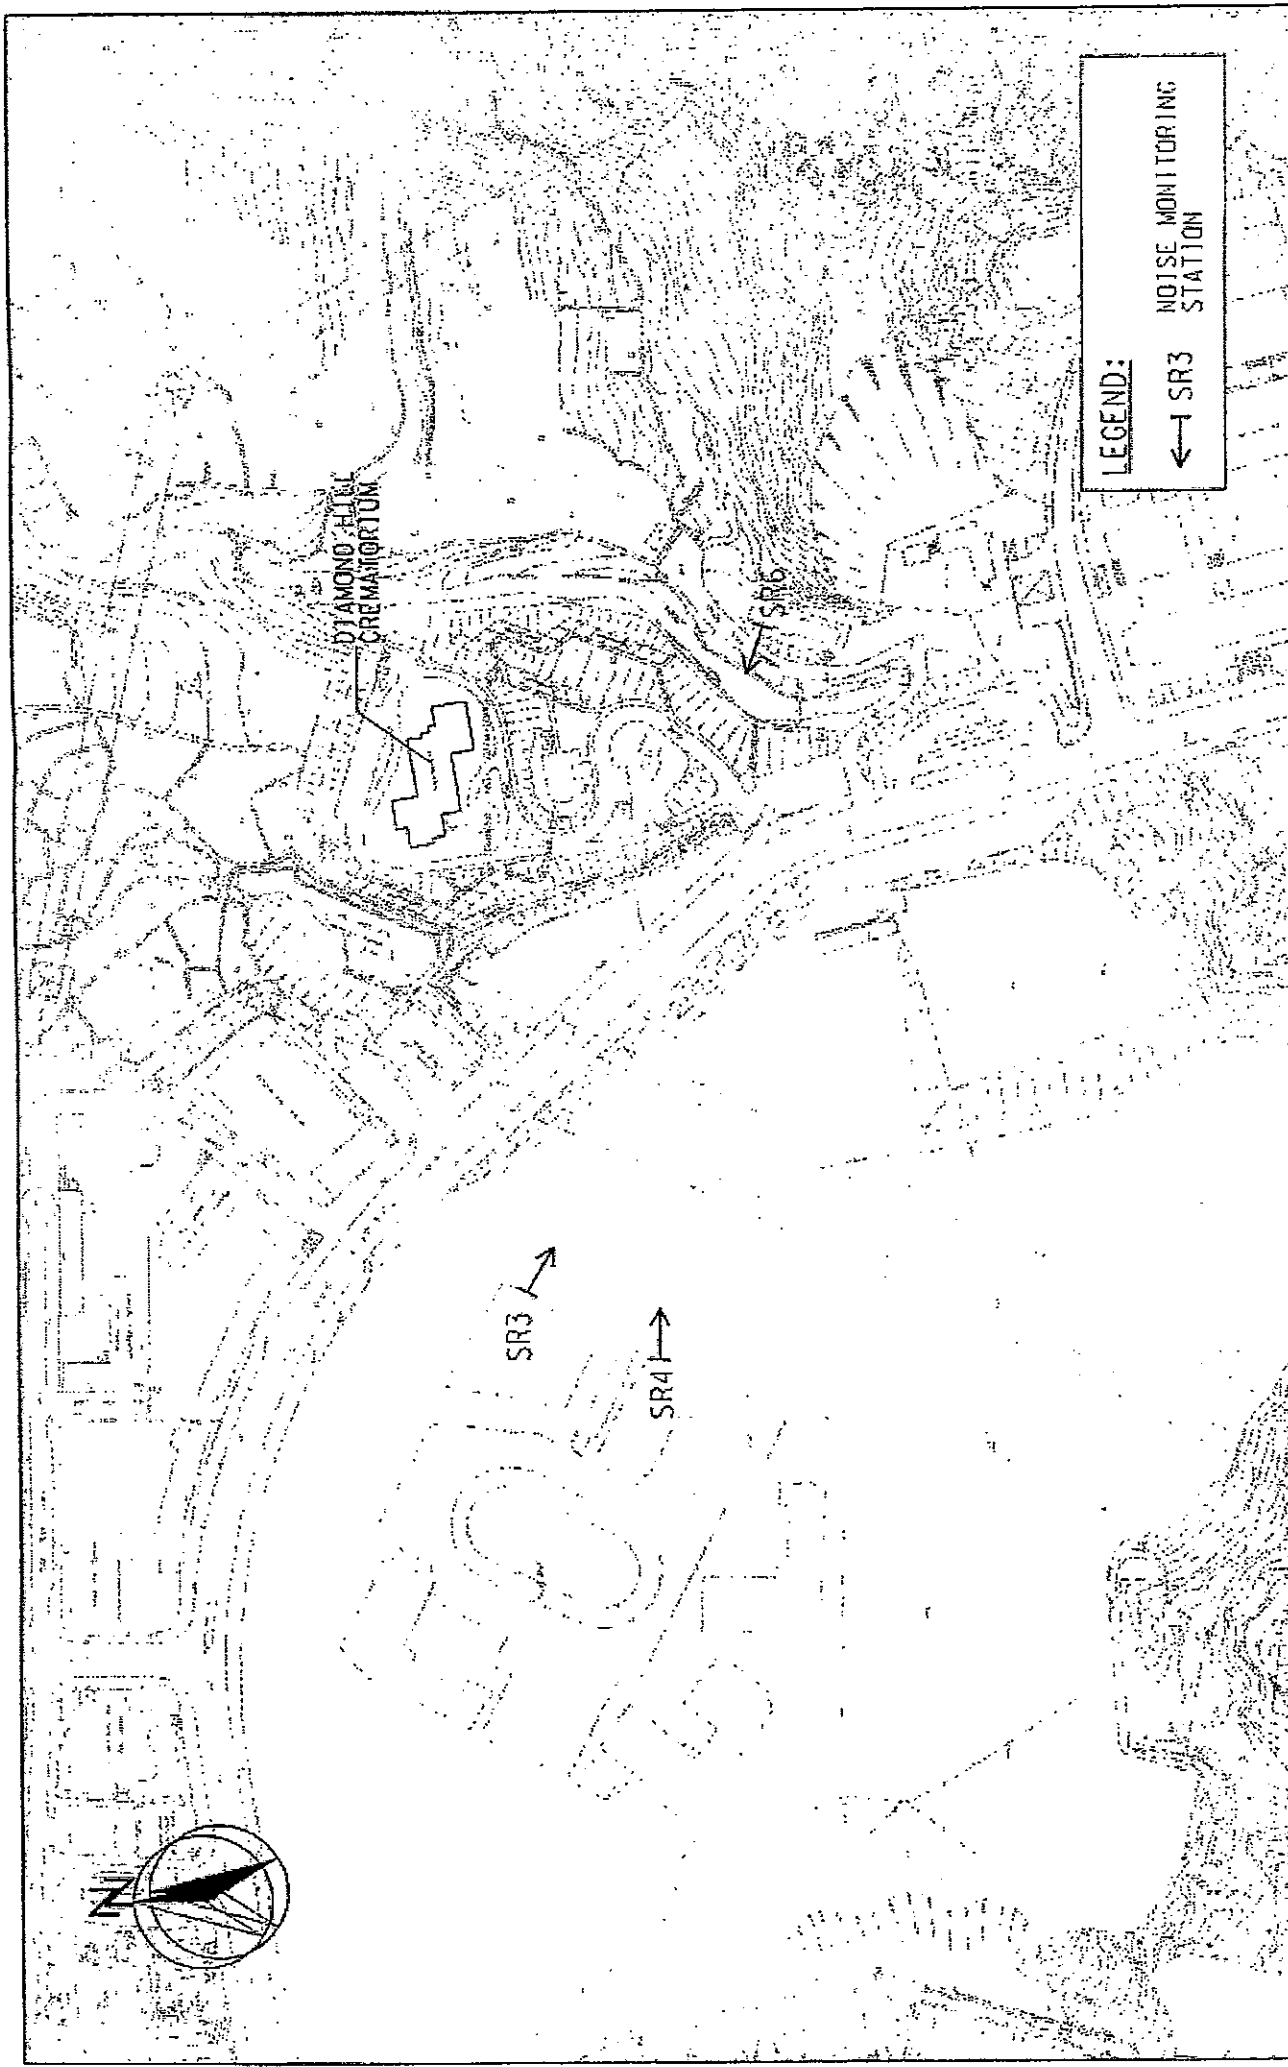 N
DIAMOND HILL
CREMATORIUM
SR3
SR4
SR6
LEGEND:
SR3 NOISE MONITORING
STATION